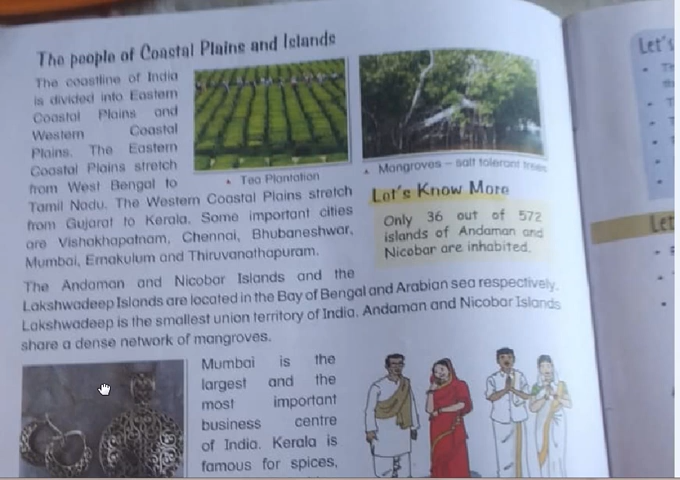 The people of Coastal Plains and Islands
The coastline of India
is divided into Eastern
Coastal Plains and
Western Coastal
Plains. The Eastern
Coastal Plains stretch
from West Bengal to
Tamil Nadu. The Western Coastal Plains stretch
from Gujarat to Kerala. Some important cities
are Vishakhapatnam, Chennai, Bhubaneshwar,
Mumbai, Ernakulum and Thiruvanathapuram.
Tea Plantation
Mangroves – salt tolerant trees
Let's Know More
Only 36 out of 572
islands of Andaman and
Nicobar are inhabited.
The Andaman and Nicobar Islands and the
Lakshwadeep Islands are located in the Bay of Bengal and Arabian sea respectively.
Lakshwadeep is the smallest union territory of India. Andaman and Nicobar Islands
share a dense network of mangroves.
Mumbai is the
largest and the
most important
business centre
of India. Kerala is
famous for spices,
Let's